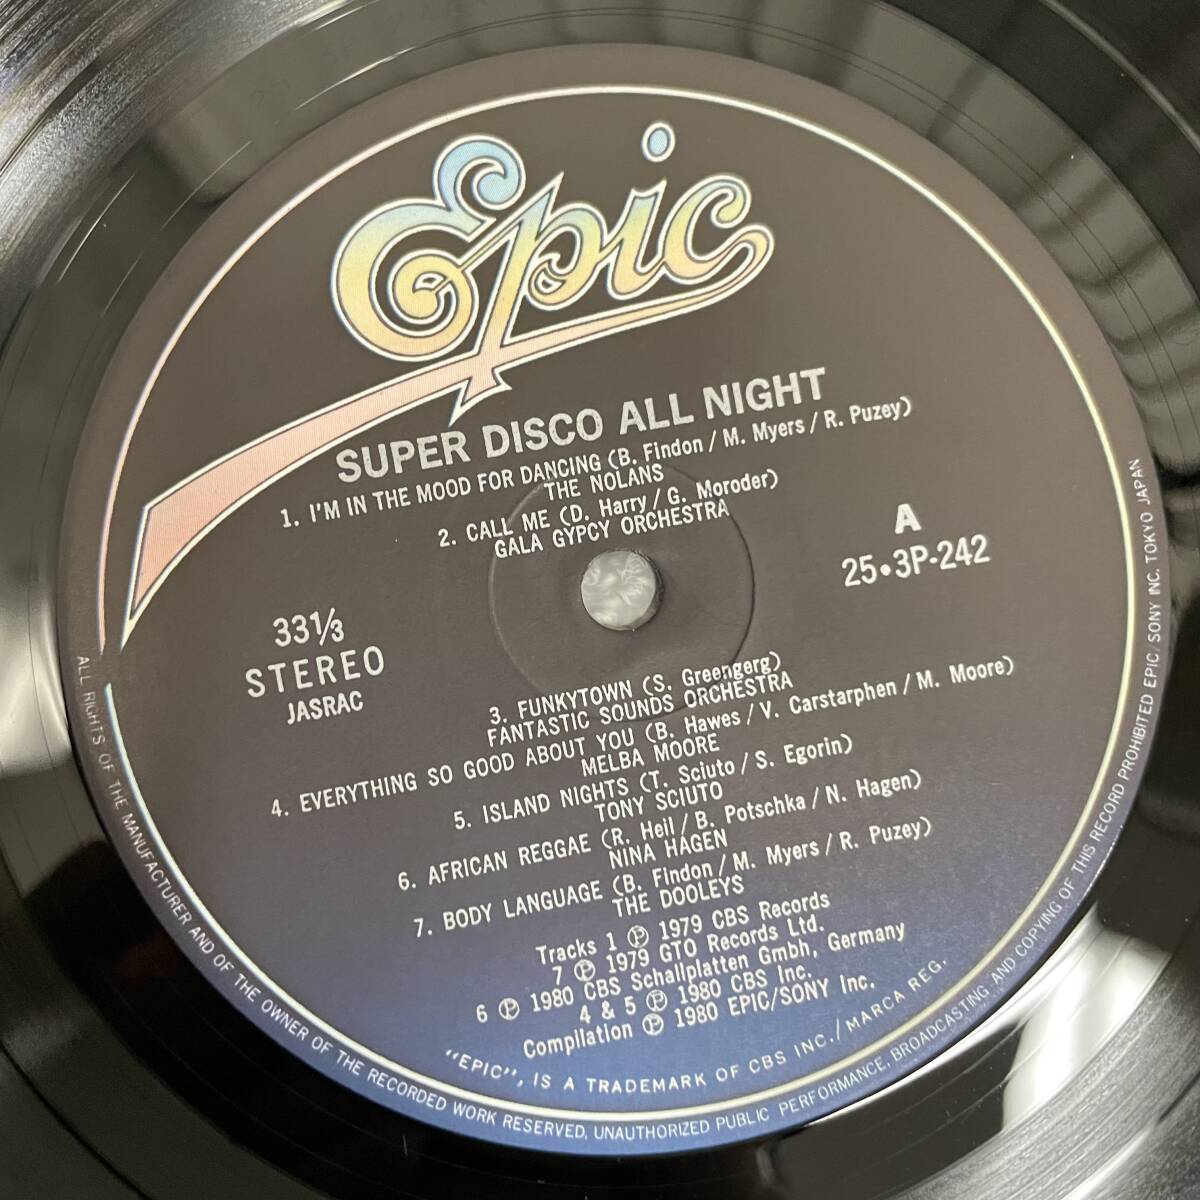 Epic
SUPER DISCO ALL NIGHT
1. I'M IN THE MOOD FOR DANCING (B. Findon / M. Myers / R. Puzey)
THE NOLANS
2. CALL ME (D. Harry / G. Moroder)
GALA GYPCY ORCHESTRA
A
25•3P-242
33 1/3
STEREO
JASRAC
3. FUNKYTOWN (S. Greengerg)
FANTASTIC SOUNDS ORCHESTRA
4. EVERYTHING SO GOOD ABOUT YOU (B. Hawes / V. Carstarphen / M. Moore)
MELBA MOORE
5. ISLAND NIGHTS (T. Sciuto / S. Egorin)
TONY SCIUTO
6. AFRICAN REGGAE (R. Heil / B. Potschka / N. Hagen)
NINA HAGEN
7. BODY LANGUAGE (B. Findon / M. Myers / R. Puzey)
THE DOOLEYS
Tracks 1 ℗ 1979 CBS Records
7 ℗ 1979 GTO Records Ltd.
6 ℗ 1980 CBS Schallplatten Gmbh, Germany
4 & 5 ℗ 1980 CBS Inc.
Compilation ℗ 1980 EPIC/SONY Inc.
"EPIC", IS A TRADEMARK OF CBS INC./MARCA REG.
ALL RIGHTS OF THE MANUFACTURER AND OF THE OWNER OF THE RECORDED WORK RESERVED, UNAUTHORIZED PUBLIC PERFORMANCE, BROADCASTING AND COPYING OF THIS RECORD PROHIBITED EPIC/SONY INC. TOKYO JAPAN